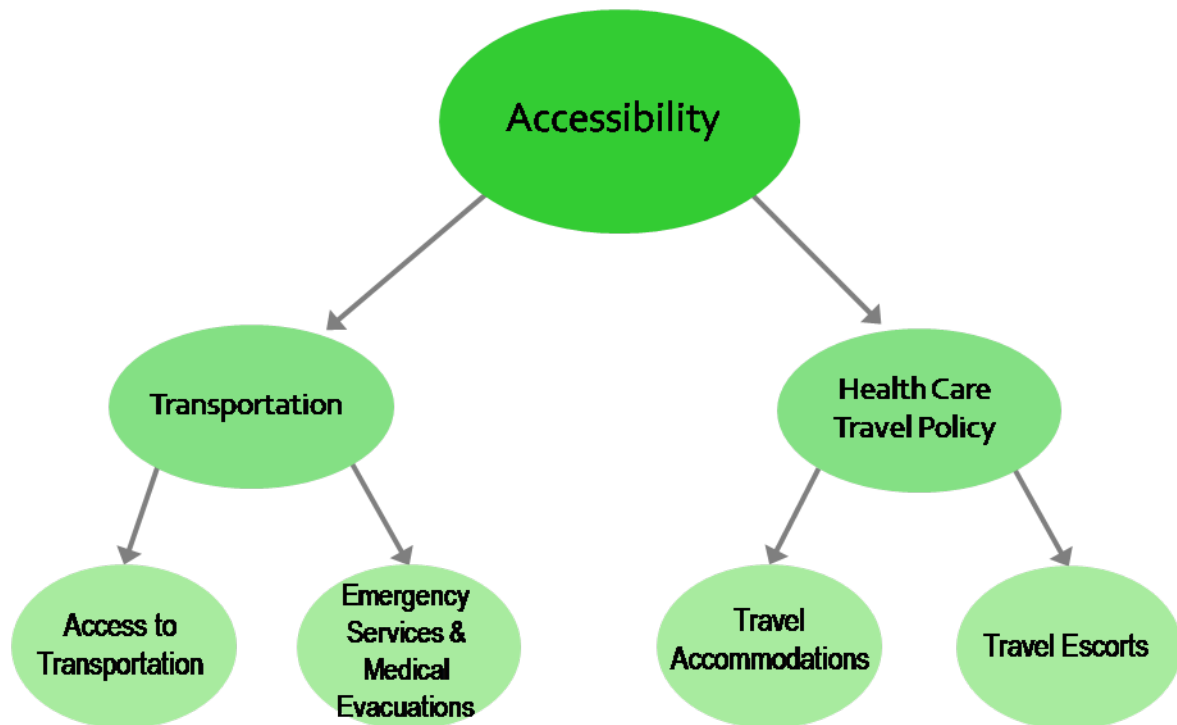 Accessibility
Transportation
Health Care
Travel Policy
Access to
Transportation
Emergency
Services &
Medical
Evacuations
Travel
Accommodations
Travel Escorts